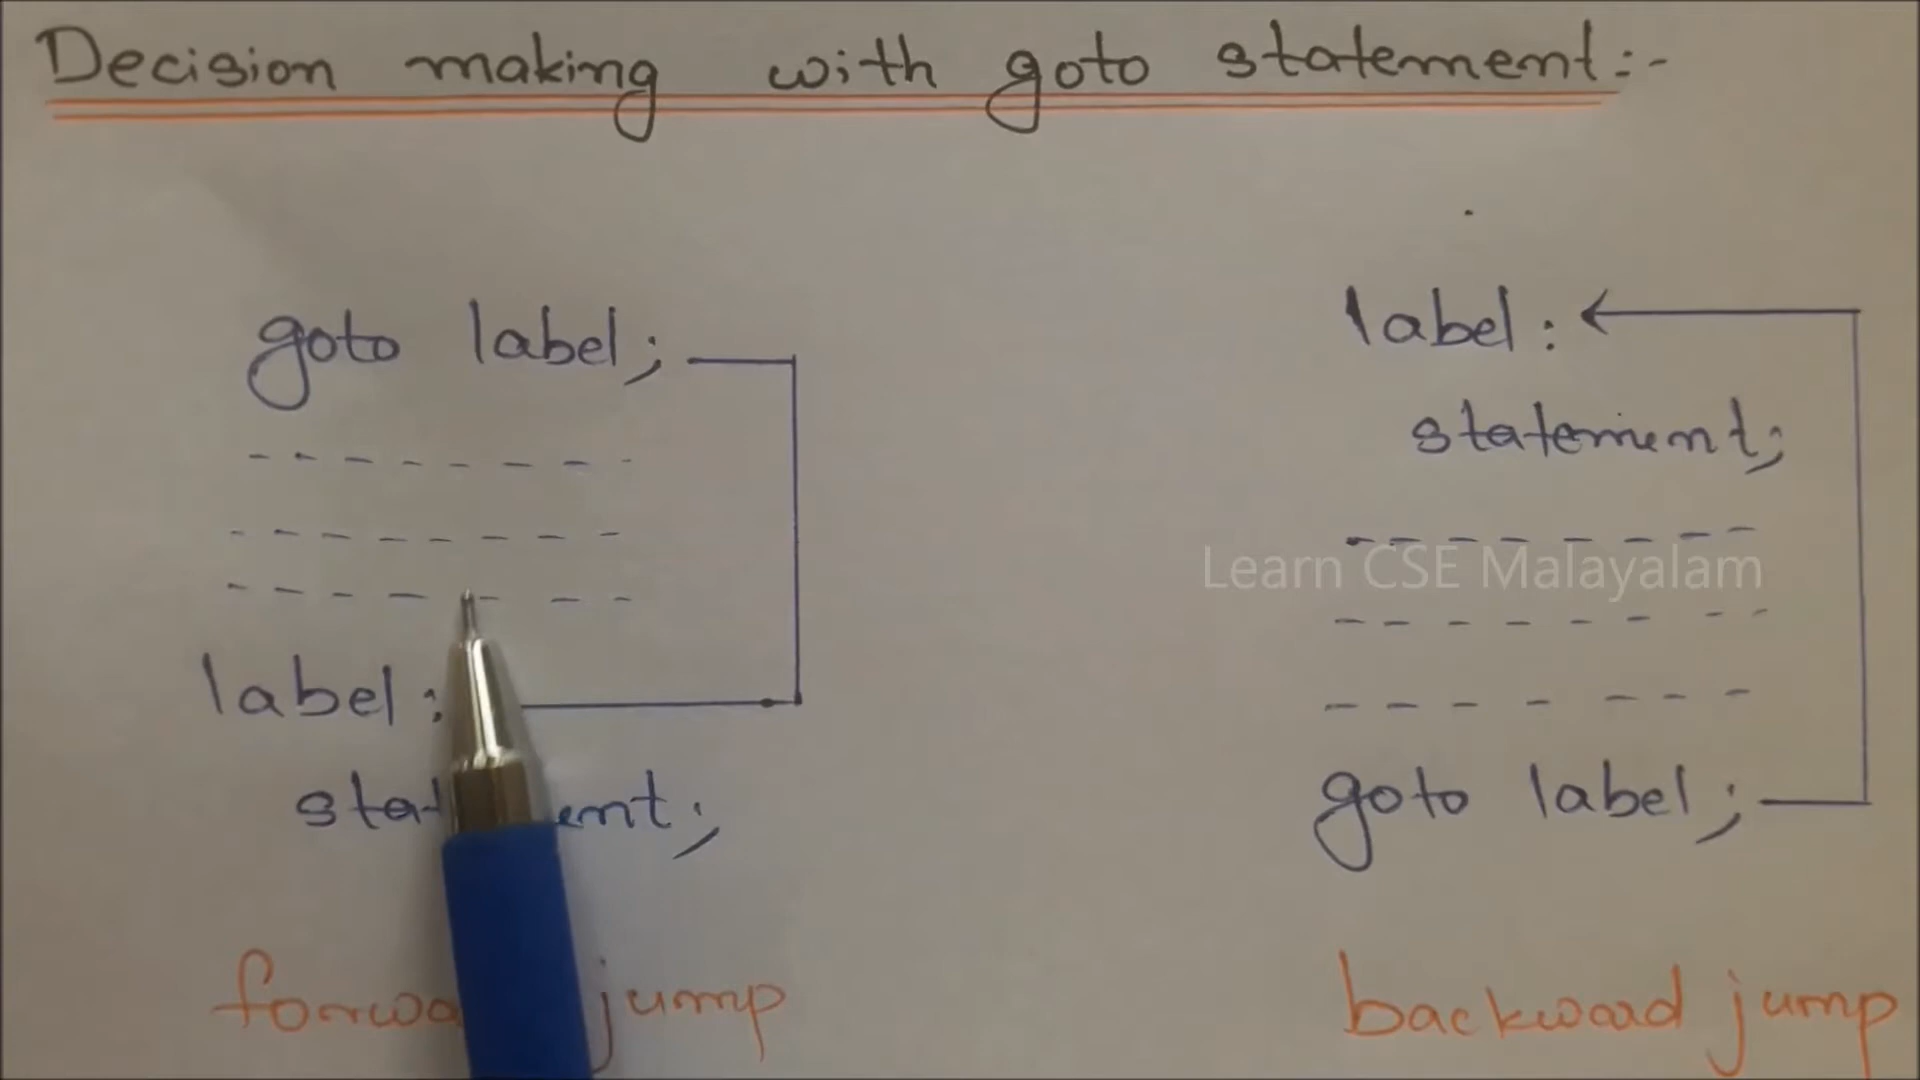 Decision making with goto statement:-
goto label;
label:
jump
label:
statement;
Learn CSE Malayalam
goto label;
backward jump